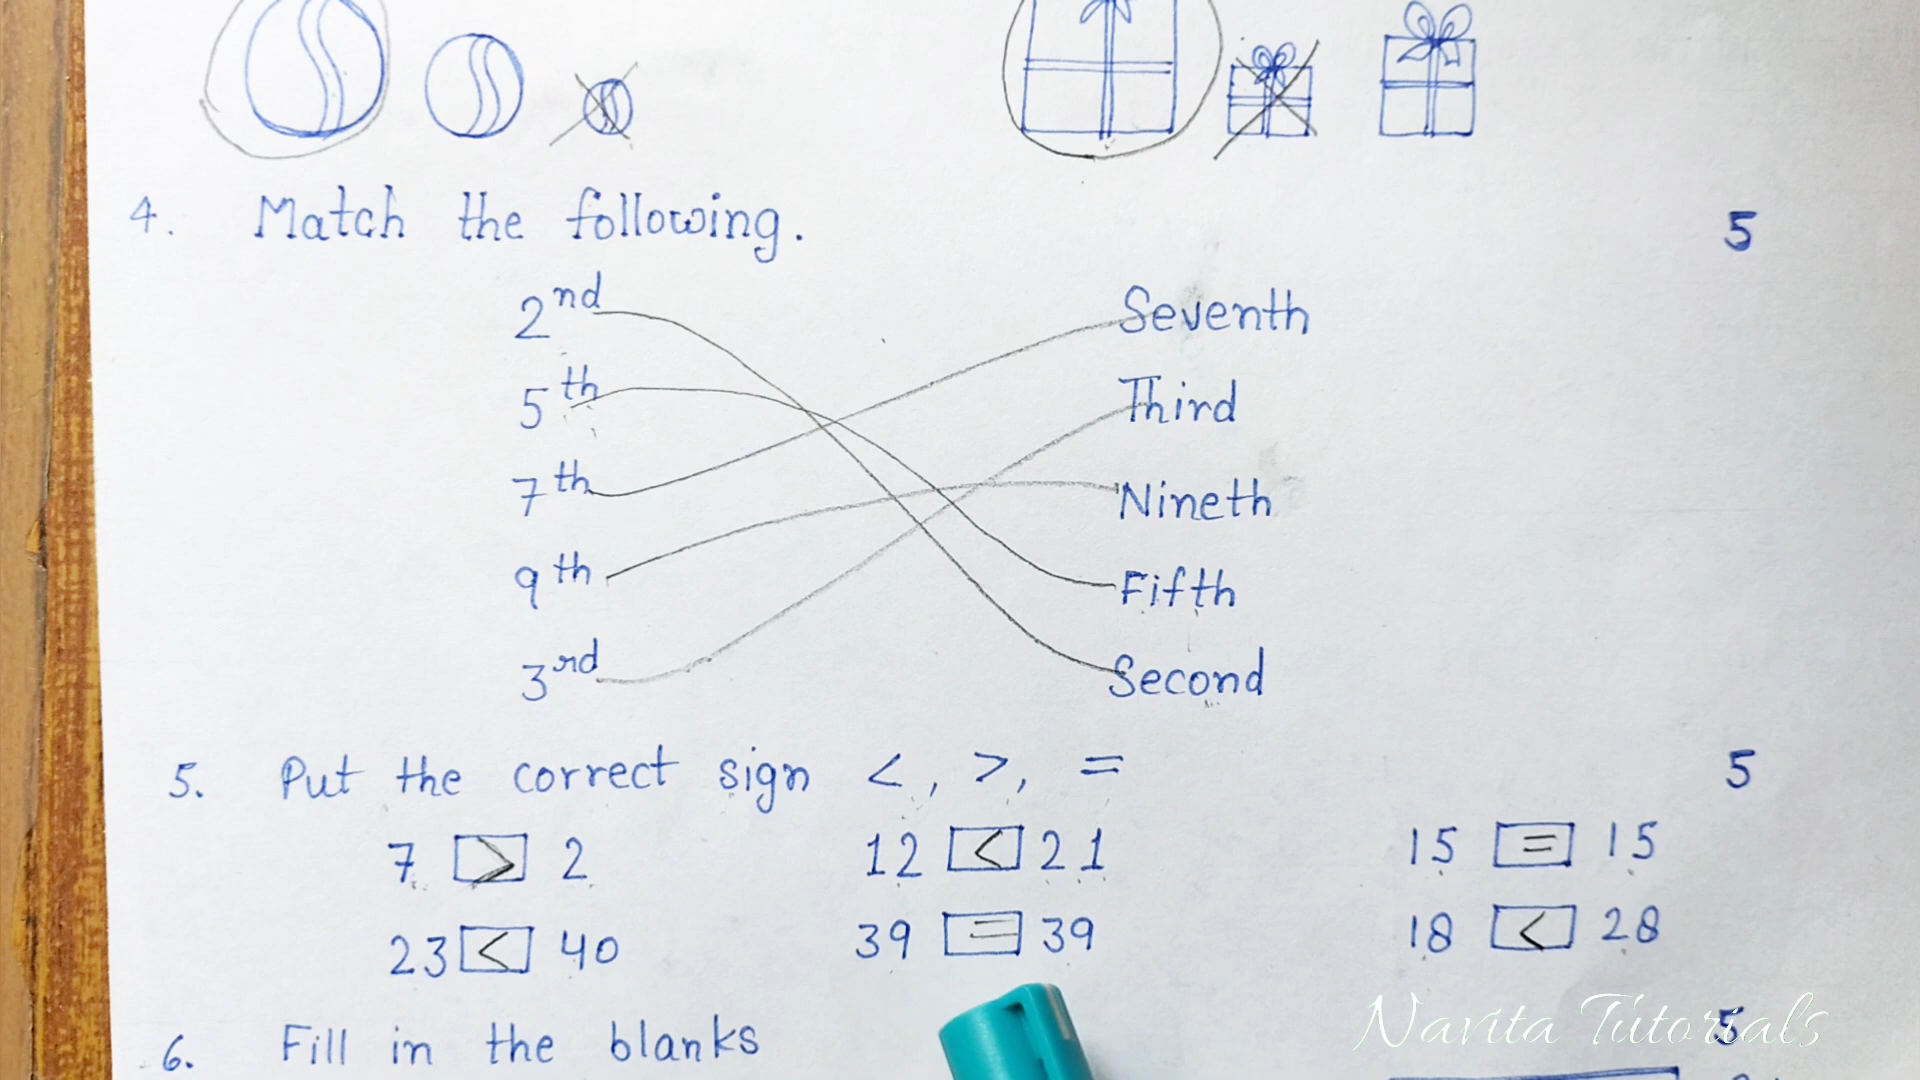 4. Match the following. 5
2nd Seventh
5th Third
7th Nineth
9th Fifth
3rd Second
5. Put the correct sign <, >, = 5
7 > 2 12 < 21 15 = 15
23 < 40 39 = 39 18 < 28
Navita Tutorials
6. Fill in the blanks 5